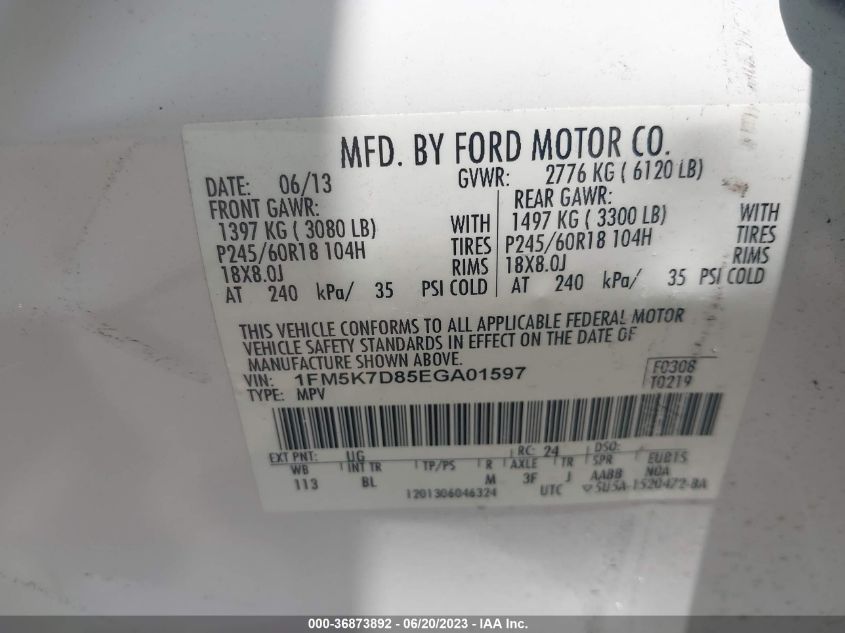 MFD. BY FORD MOTOR CO.
DATE: 06/13 GVWR: 2776 KG ( 6120 LB)
FRONT GAWR: REAR GAWR:
1397 KG ( 3080 LB) WITH 1497 KG ( 3300 LB) WITH
P245/60R18 104H TIRES P245/60R18 104H TIRES
18X8.0J RIMS 18X8.0J RIMS
AT 240 kPa/ 35 PSI COLD AT 240 kPa/ 35 PSI COLD
THIS VEHICLE CONFORMS TO ALL APPLICABLE FEDERAL MOTOR
VEHICLE SAFETY STANDARDS IN EFFECT ON THE DATE OF
MANUFACTURE SHOWN ABOVE.
VIN: 1FM5K7D85EGA01597 F0308
TYPE: MPV T0219
EXT PNT: UG RC: 24 DSO:
WB INT TR TP/PS R AXLE TR SPR EUBTS
113 BL M 3F J AABB NOA
1201306046324 UTC 5U5A-1520472-BA
000-36873892 - 06/20/2023 - IAA Inc.